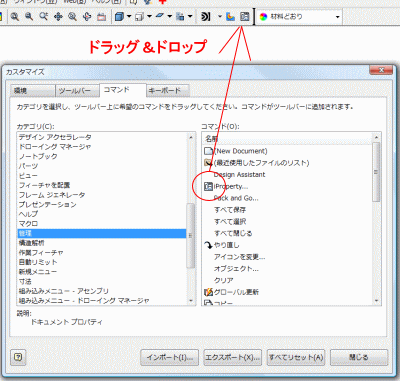 材料どおり
ドラッグ&ドロップ
カスタマイズ
環境 ツールバー コマンド キーボード
カテゴリを選択し、ツールバー上に希望のコマンドをドラッグしてください。コマンドがツールバーに追加されます。
カテゴリ(C):
デザイン アクセラレータ
ドローイング マネージャ
ノートブック
パーツ
ビュー
フィーチャを配置
フレーム ジェネレータ
プレゼンテーション
ヘルプ
マクロ
管理
構造解析
作業フィーチャ
自動リミット
新規メニュー
寸法
組み込みメニュー - アセンブリ
組み込みメニュー - ドローイング マネージャ
コマンド(O):
名前
(New Document)
(最近使用したファイルのリスト)
Design Assistant
iProperty...
Pack and Go...
すべて保存
すべて選択
すべて閉じる
やり直し
アイコンを変更...
オブジェクト...
クリア
グローバル更新
コピー
説明:
ドキュメント プロパティ
インポート(I)... エクスポート(X)... すべてリセット(A) 閉じる